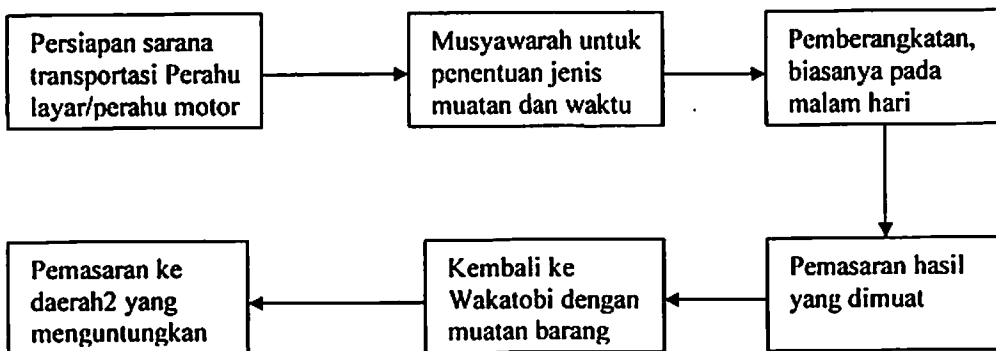 Persiapan sarana
transportasi Perahu
layar/perahu motor
Musyawarah untuk
penentuan jenis
muatan dan waktu
Pemberangkatan,
biasanya pada
malam hari
Pemasaran hasil
yang dimuat
Kembali ke
Wakatobi dengan
muatan barang
Pemasaran ke
daerah2 yang
menguntungkan